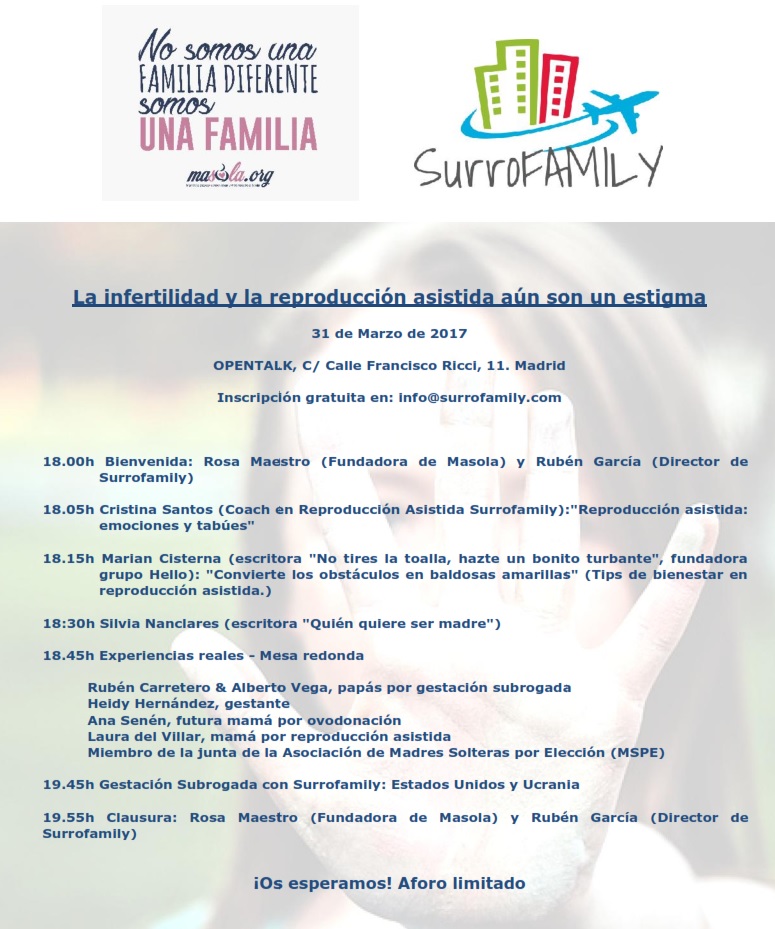 No somos una
FAMILIA DIFERENTE
somos
UNA FAMILIA
masola.org
SurroFAMILY
La infertilidad y la reproducción asistida aún son un estigma
31 de Marzo de 2017
OPENTALK, C/ Calle Francisco Ricci, 11. Madrid
Inscripción gratuita en: info@surrofamily.com
18.00h Bienvenida: Rosa Maestro (Fundadora de Masola) y Rubén García (Director de
Surrofamily)
18.05h Cristina Santos (Coach en Reproducción Asistida Surrofamily):"Reproducción asistida:
emociones y tabúes"
18.15h Marian Cisterna (escritora "No tires la toalla, hazte un bonito turbante", fundadora
grupo Hello): "Convierte los obstáculos en baldosas amarillas" (Tips de bienestar en
reproducción asistida.)
18:30h Silvia Nanclares (escritora "Quién quiere ser madre")
18.45h Experiencias reales - Mesa redonda
Rubén Carretero & Alberto Vega, papás por gestación subrogada
Heidy Hernández, gestante
Ana Senén, futura mamá por ovodonación
Laura del Villar, mamá por reproducción asistida
Miembro de la junta de la Asociación de Madres Solteras por Elección (MSPE)
19.45h Gestación Subrogada con Surrofamily: Estados Unidos y Ucrania
19.55h Clausura: Rosa Maestro (Fundadora de Masola) y Rubén García (Director de
Surrofamily)
¡Os esperamos! Aforo limitado